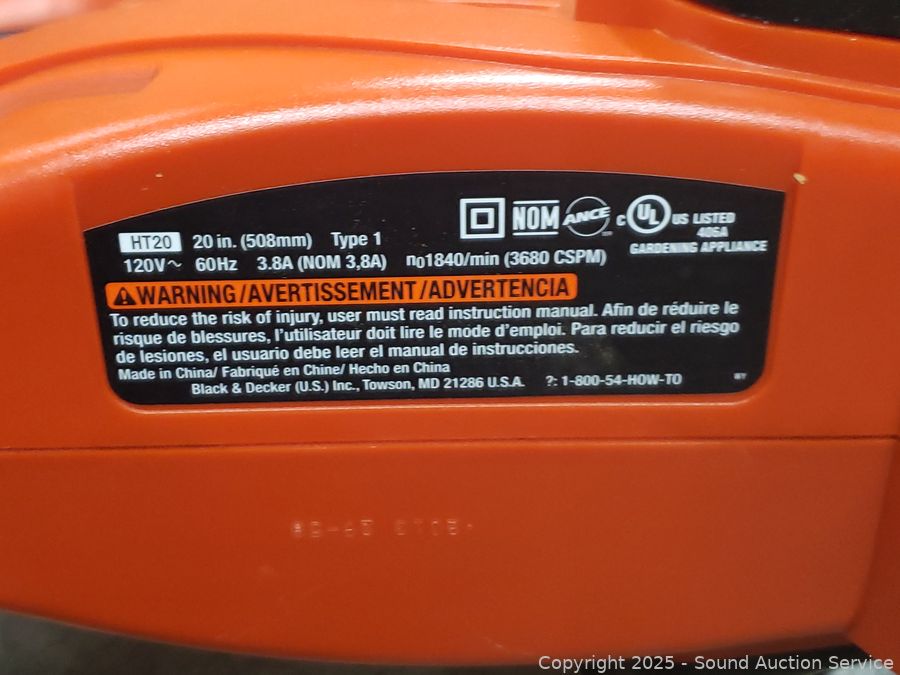 HT20 20 in. (508mm) Type 1
NOM ANCE C UL US LISTED
406A
GARDENING APPLIANCE
120V~ 60Hz 3.8A (NOM 3,8A) n01840/min (3680 CSPM)
WARNING/AVERTISSEMENT/ADVERTENCIA
To reduce the risk of injury, user must read instruction manual. Afin de réduire le
risque de blessures, l'utilisateur doit lire le mode d'emploi. Para reducir el riesgo
de lesiones, el usuario debe leer el manual de instrucciones.
Made in China/ Fabriqué en Chine/ Hecho en China
Black & Decker (U.S.) Inc., Towson, MD 21286 U.S.A. ?: 1-800-54-HOW-TO
Copyright 2025 - Sound Auction Service